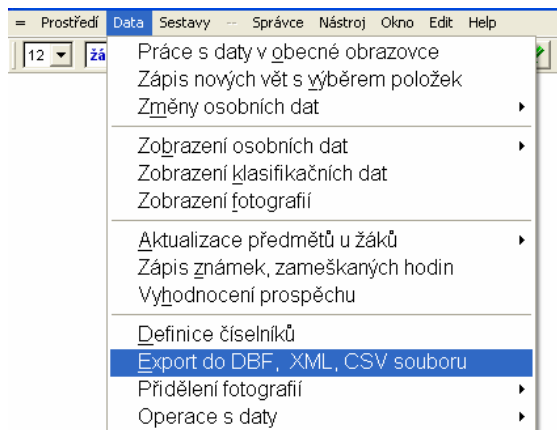 = Prostředí Data Sestavy -- Správce Nástroj Okno Edit Help
12 žá
Práce s daty v obecné obrazovce
Zápis nových vět s výběrem položek
Změny osobních dat
Zobrazení osobních dat
Zobrazení klasifikačních dat
Zobrazení fotografií
Aktualizace předmětů u žáků
Zápis známek, zameškaných hodin
Vyhodnocení prospěchu
Definice číselníků
Export do DBF, XML, CSV souboru
Přidělení fotografií
Operace s daty